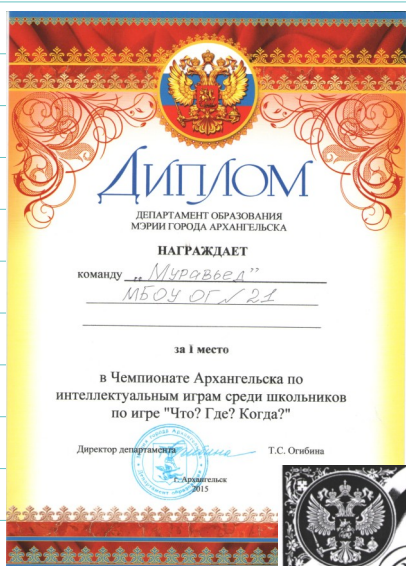 ДИПЛОМ
ДЕПАРТАМЕНТ ОБРАЗОВАНИЯ
МЭРИИ ГОРОДА АРХАНГЕЛЬСКА
НАГРАЖДАЕТ
команду „Муравьед"
МБОУ ОГ № 21
за I место
в Чемпионате Архангельска по
интеллектуальным играм среди школьников
по игре "Что? Где? Когда?"
Директор департамента Т.С. Огибина
г. Архангельск
2015